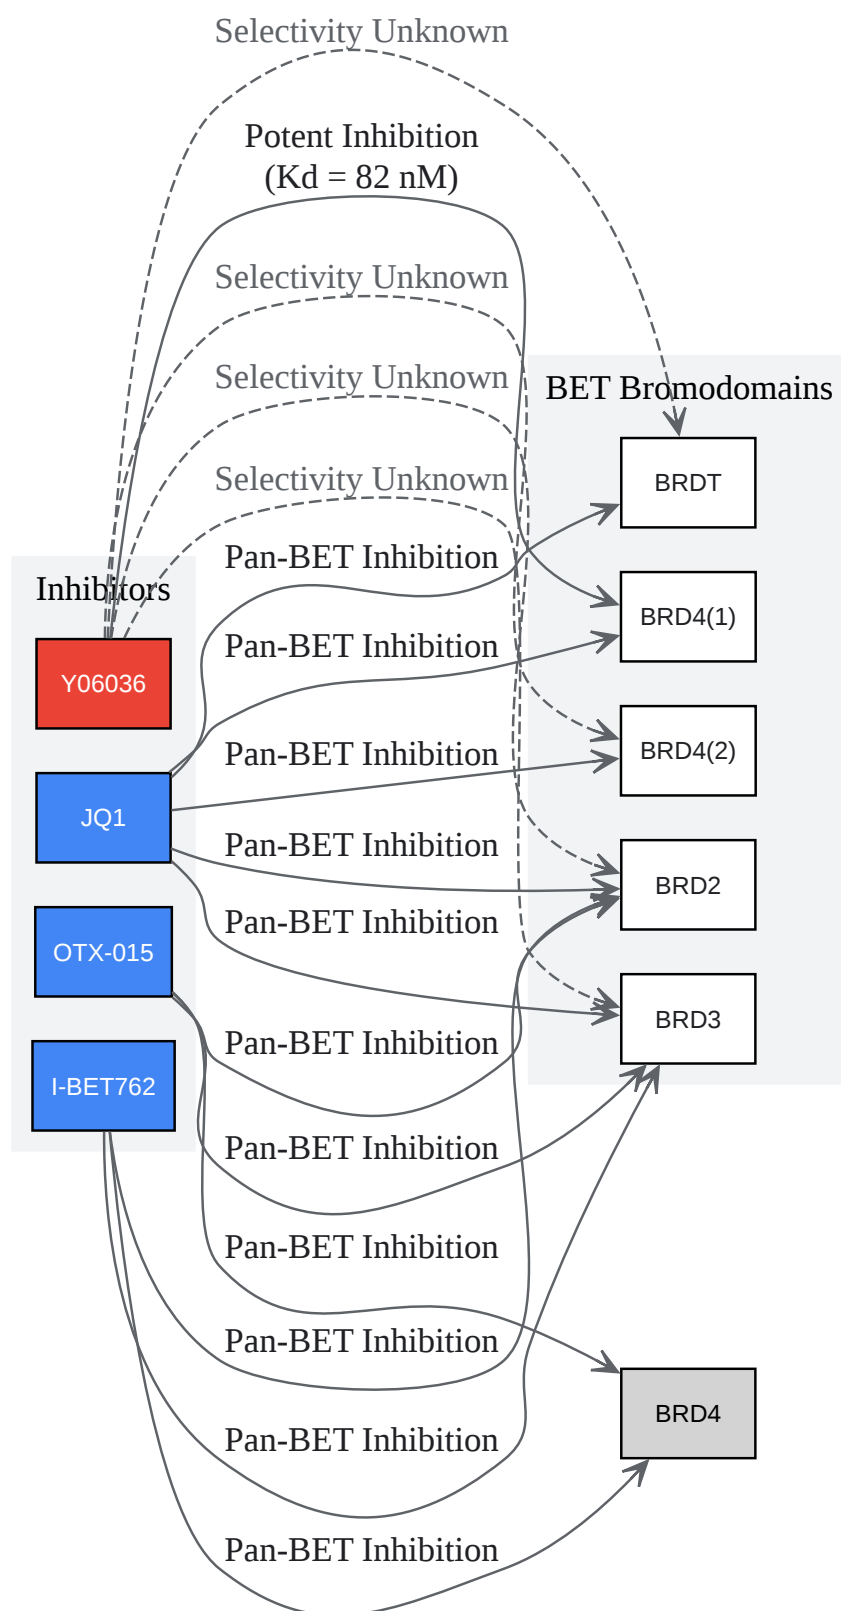 Selectivity Unknown
Potent Inhibition
(Kd = 82 nM)
Selectivity Unknown
Selectivity Unknown
BET Bromodomains
Selectivity Unknown
BRDT
Pan-BET Inhibition
Inhibitors
BRD4(1)
Pan-BET Inhibition
Y06036
BRD4(2)
Pan-BET Inhibition
JQ1
Pan-BET Inhibition
BRD2
Pan-BET Inhibition
OTX-015
BRD3
Pan-BET Inhibition
I-BET762
Pan-BET Inhibition
Pan-BET Inhibition
Pan-BET Inhibition
BRD4
Pan-BET Inhibition
Pan-BET Inhibition